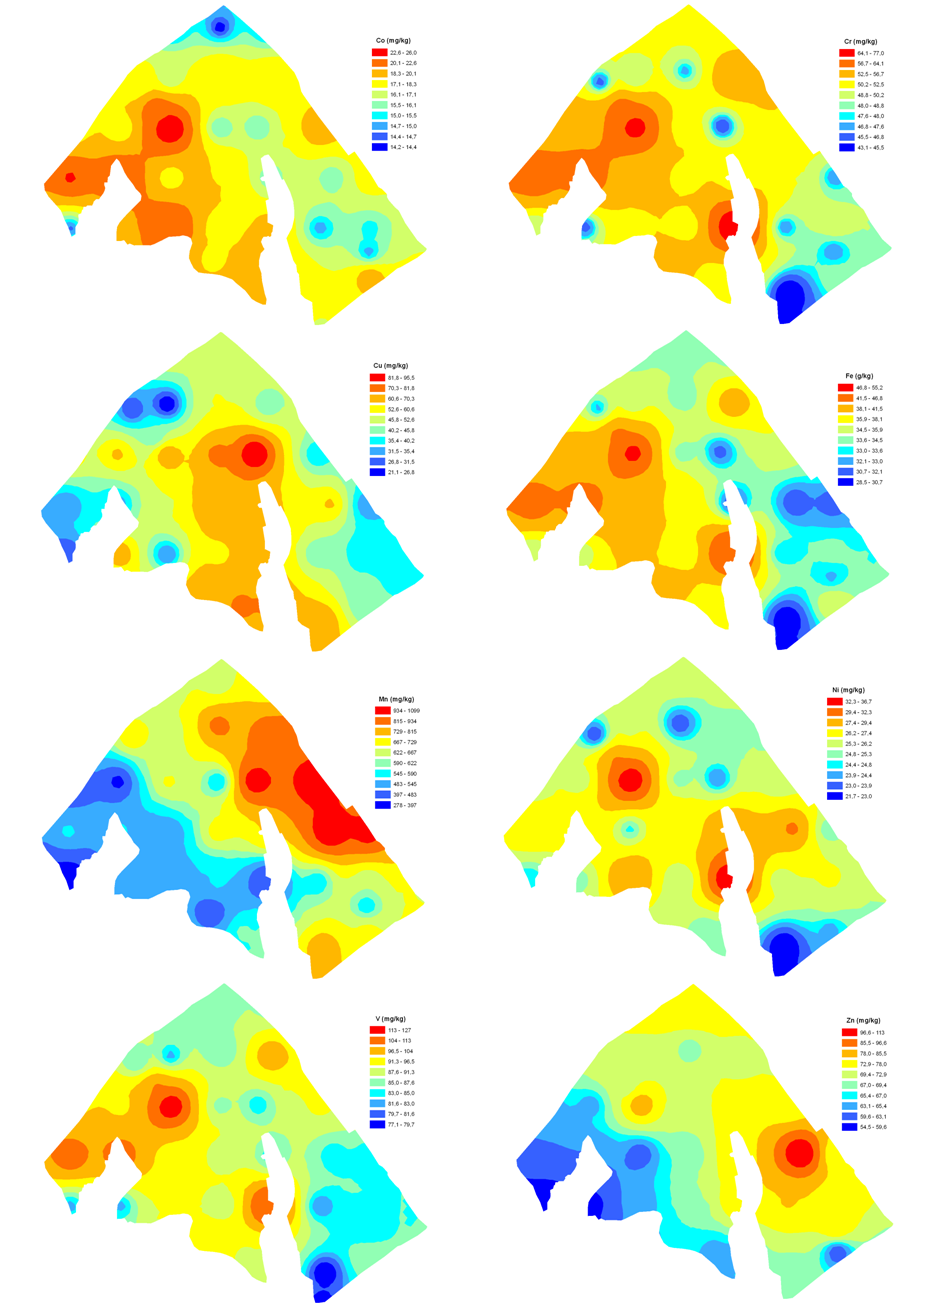 Co (mg/kg)
22,6 - 26,0
20,1 - 22,6
18,3 - 20,1
17,1 - 18,3
16,1 - 17,1
15,5 - 16,1
15,0 - 15,5
14,7 - 15,0
14,4 - 14,7
14,2 - 14,4
Cr (mg/kg)
64,1 - 77,0
56,7 - 64,1
52,5 - 56,7
50,2 - 52,5
48,8 - 50,2
48,0 - 48,8
47,6 - 48,0
46,8 - 47,6
45,5 - 46,8
43,1 - 45,5
Cu (mg/kg)
81,8 - 95,5
70,3 - 81,8
60,6 - 70,3
52,6 - 60,6
45,8 - 52,6
40,2 - 45,8
35,4 - 40,2
31,5 - 35,4
26,8 - 31,5
21,1 - 26,8
Fe (g/kg)
46,8 - 55,2
41,5 - 46,8
38,1 - 41,5
35,9 - 38,1
34,5 - 35,9
33,6 - 34,5
33,0 - 33,6
32,1 - 33,0
30,7 - 32,1
28,5 - 30,7
Mn (mg/kg)
934 - 1099
815 - 934
729 - 815
667 - 729
622 - 667
590 - 622
545 - 590
483 - 545
397 - 483
278 - 397
Ni (mg/kg)
32,3 - 36,7
29,4 - 32,3
27,4 - 29,4
26,2 - 27,4
25,3 - 26,2
24,8 - 25,3
24,4 - 24,8
23,9 - 24,4
23,0 - 23,9
21,7 - 23,0
V (mg/kg)
113 - 127
104 - 113
96,5 - 104
91,3 - 96,5
87,6 - 91,3
85,0 - 87,6
83,0 - 85,0
81,6 - 83,0
79,7 - 81,6
77,1 - 79,7
Zn (mg/kg)
96,6 - 113
85,5 - 96,6
78,0 - 85,5
72,9 - 78,0
69,4 - 72,9
67,0 - 69,4
65,4 - 67,0
63,1 - 65,4
59,6 - 63,1
54,5 - 59,6